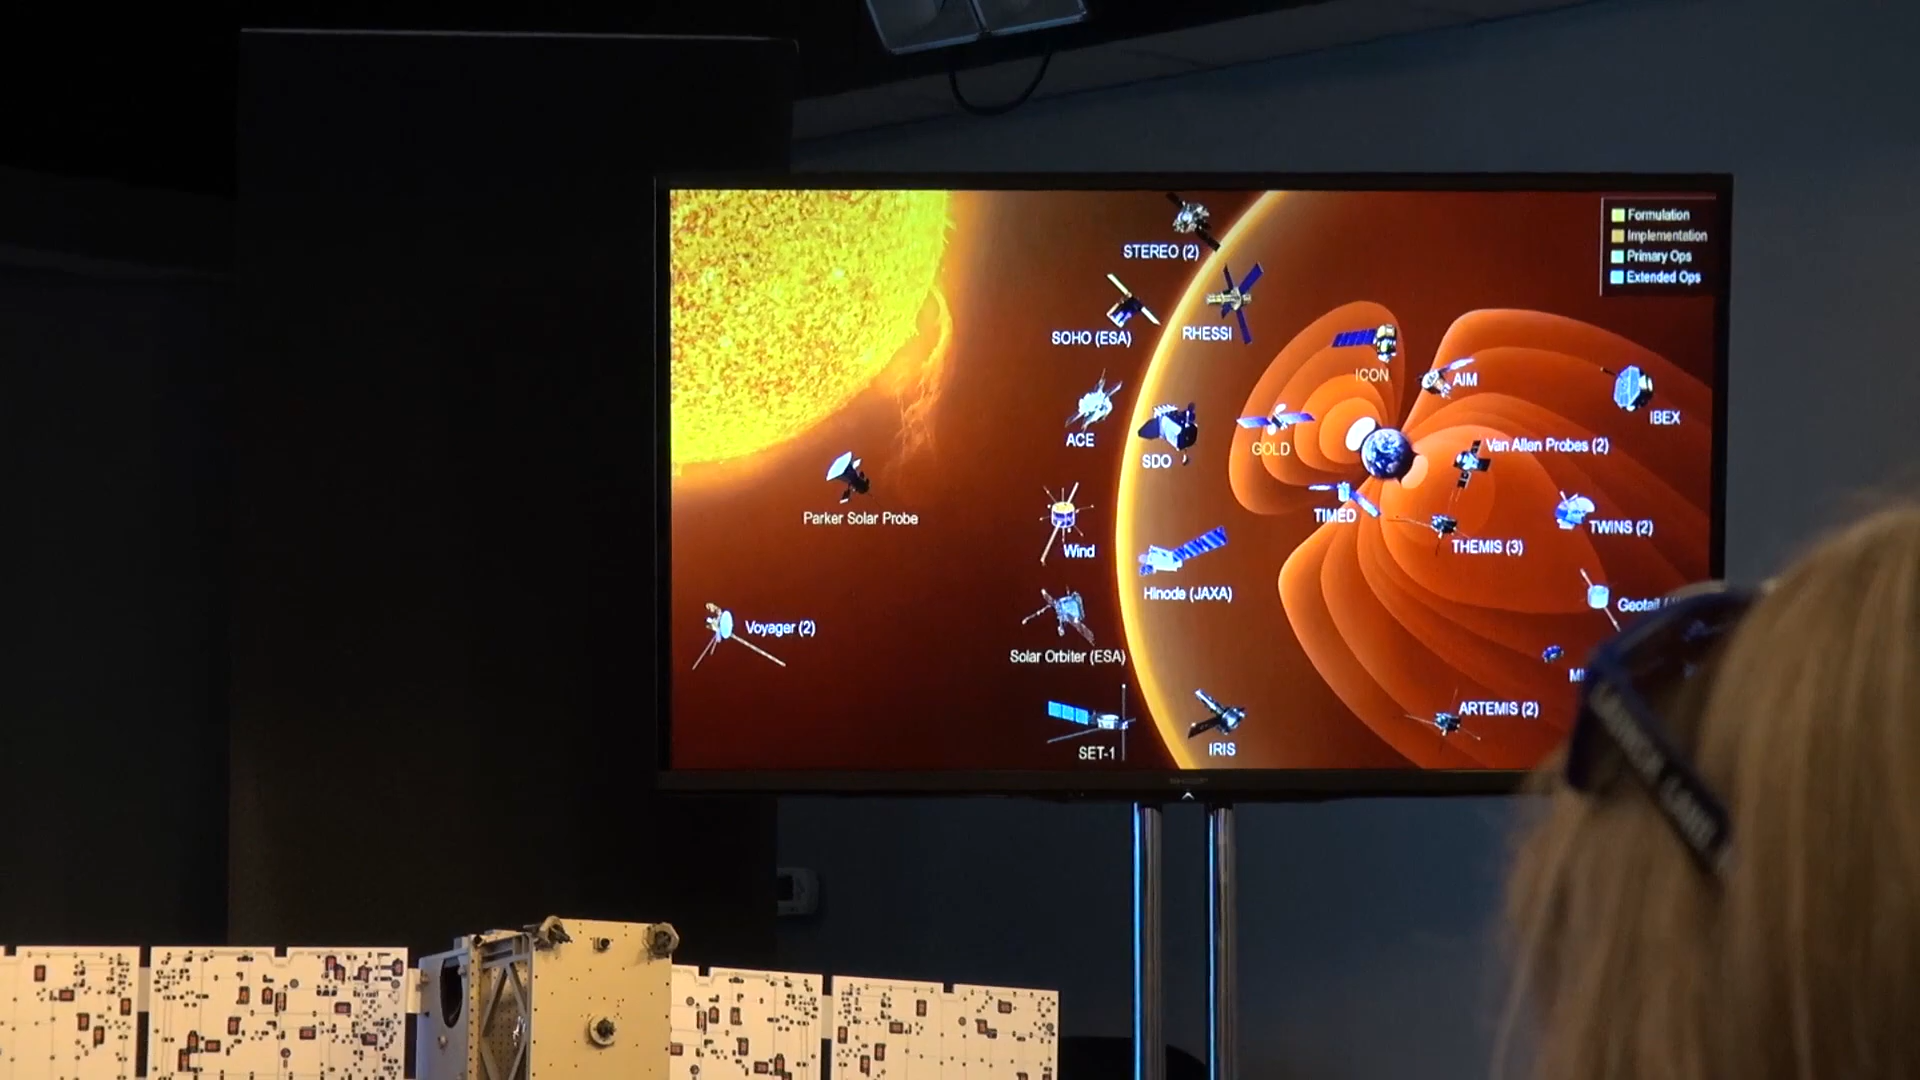 Formulation
Implementation
Primary Ops
Extended Ops
STEREO (2)
SOHO (ESA)
RHESSI
ICON
AIM
IBEX
ACE
SDO
GOLD
Van Allen Probes (2)
Parker Solar Probe
TIMED
TWINS (2)
Wind
THEMIS (3)
Hinode (JAXA)
Geotail
Voyager (2)
Solar Orbiter (ESA)
ARTEMIS (2)
SET-1
IRIS